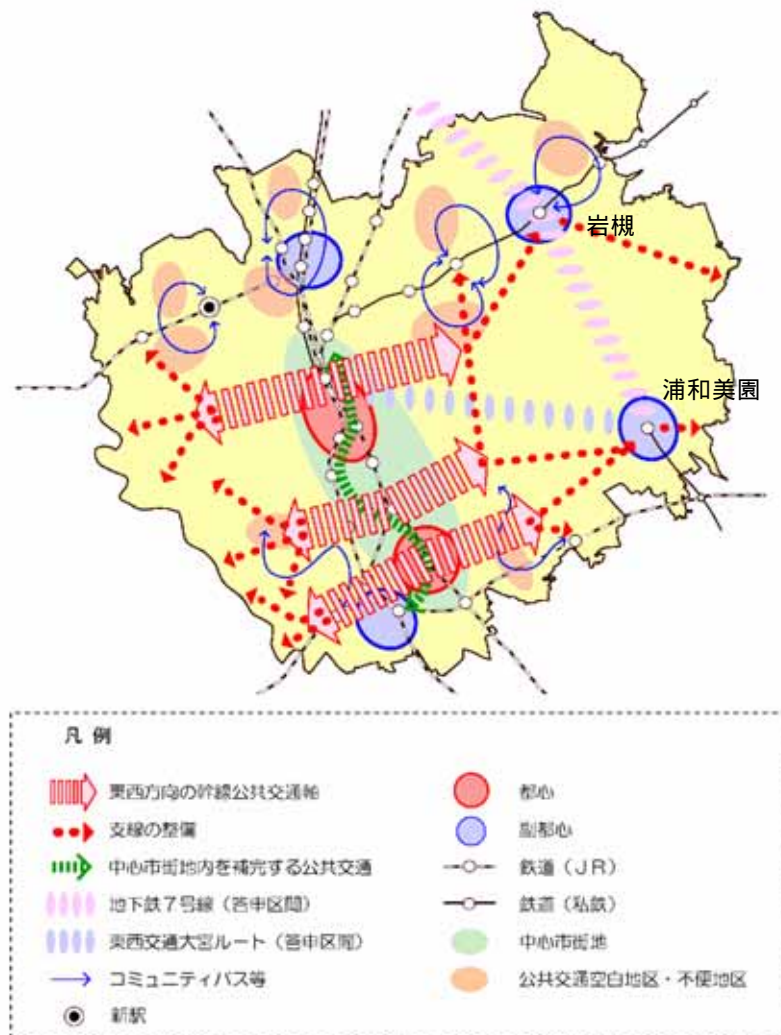 岩槻
浦和美園
凡例
東西方向の幹線公共交通軸
支線の整備
中心市街地内を補完する公共交通
地下鉄7号線（答申区間）
東西交通大宮ルート（答申区間）
コミュニティバス等
新駅
都心
副都心
鉄道（JR）
鉄道（私鉄）
中心市街地
公共交通空白地区・不便地区